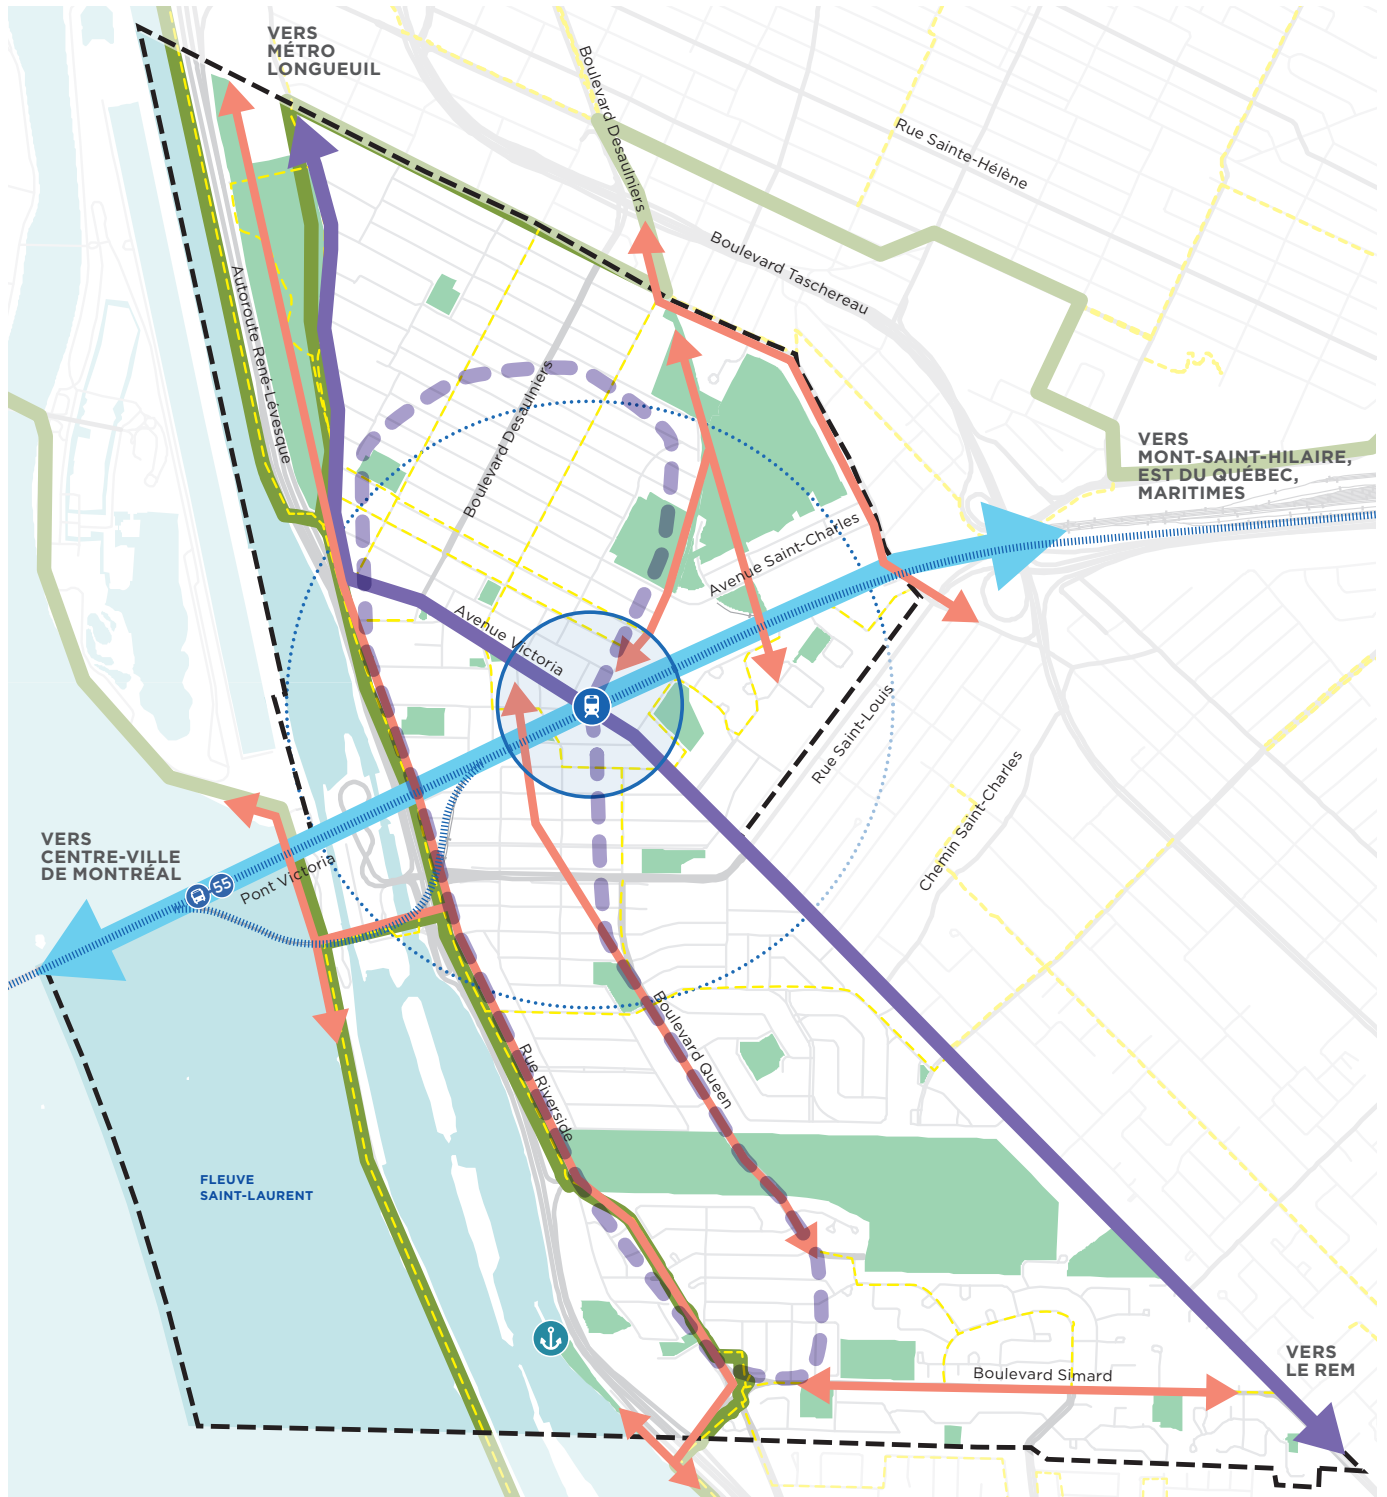 VERS
MÉTRO
LONGUEUIL
Boulevard Desaulniers
Rue Sainte-Hélène
Boulevard Taschereau
Autoroute René-Lévesque
Boulevard Desaulniers
VERS
MONT-SAINT-HILAIRE,
EST DU QUÉBEC,
MARITIMES
Avenue Saint-Charles
Avenue Victoria
Rue Saint-Louis
Chemin Saint-Charles
VERS
CENTRE-VILLE
DE MONTRÉAL
55
Pont Victoria
Boulevard Queen
Rue Riverside
FLEUVE
SAINT-LAURENT
VERS
LE REM
Boulevard Simard